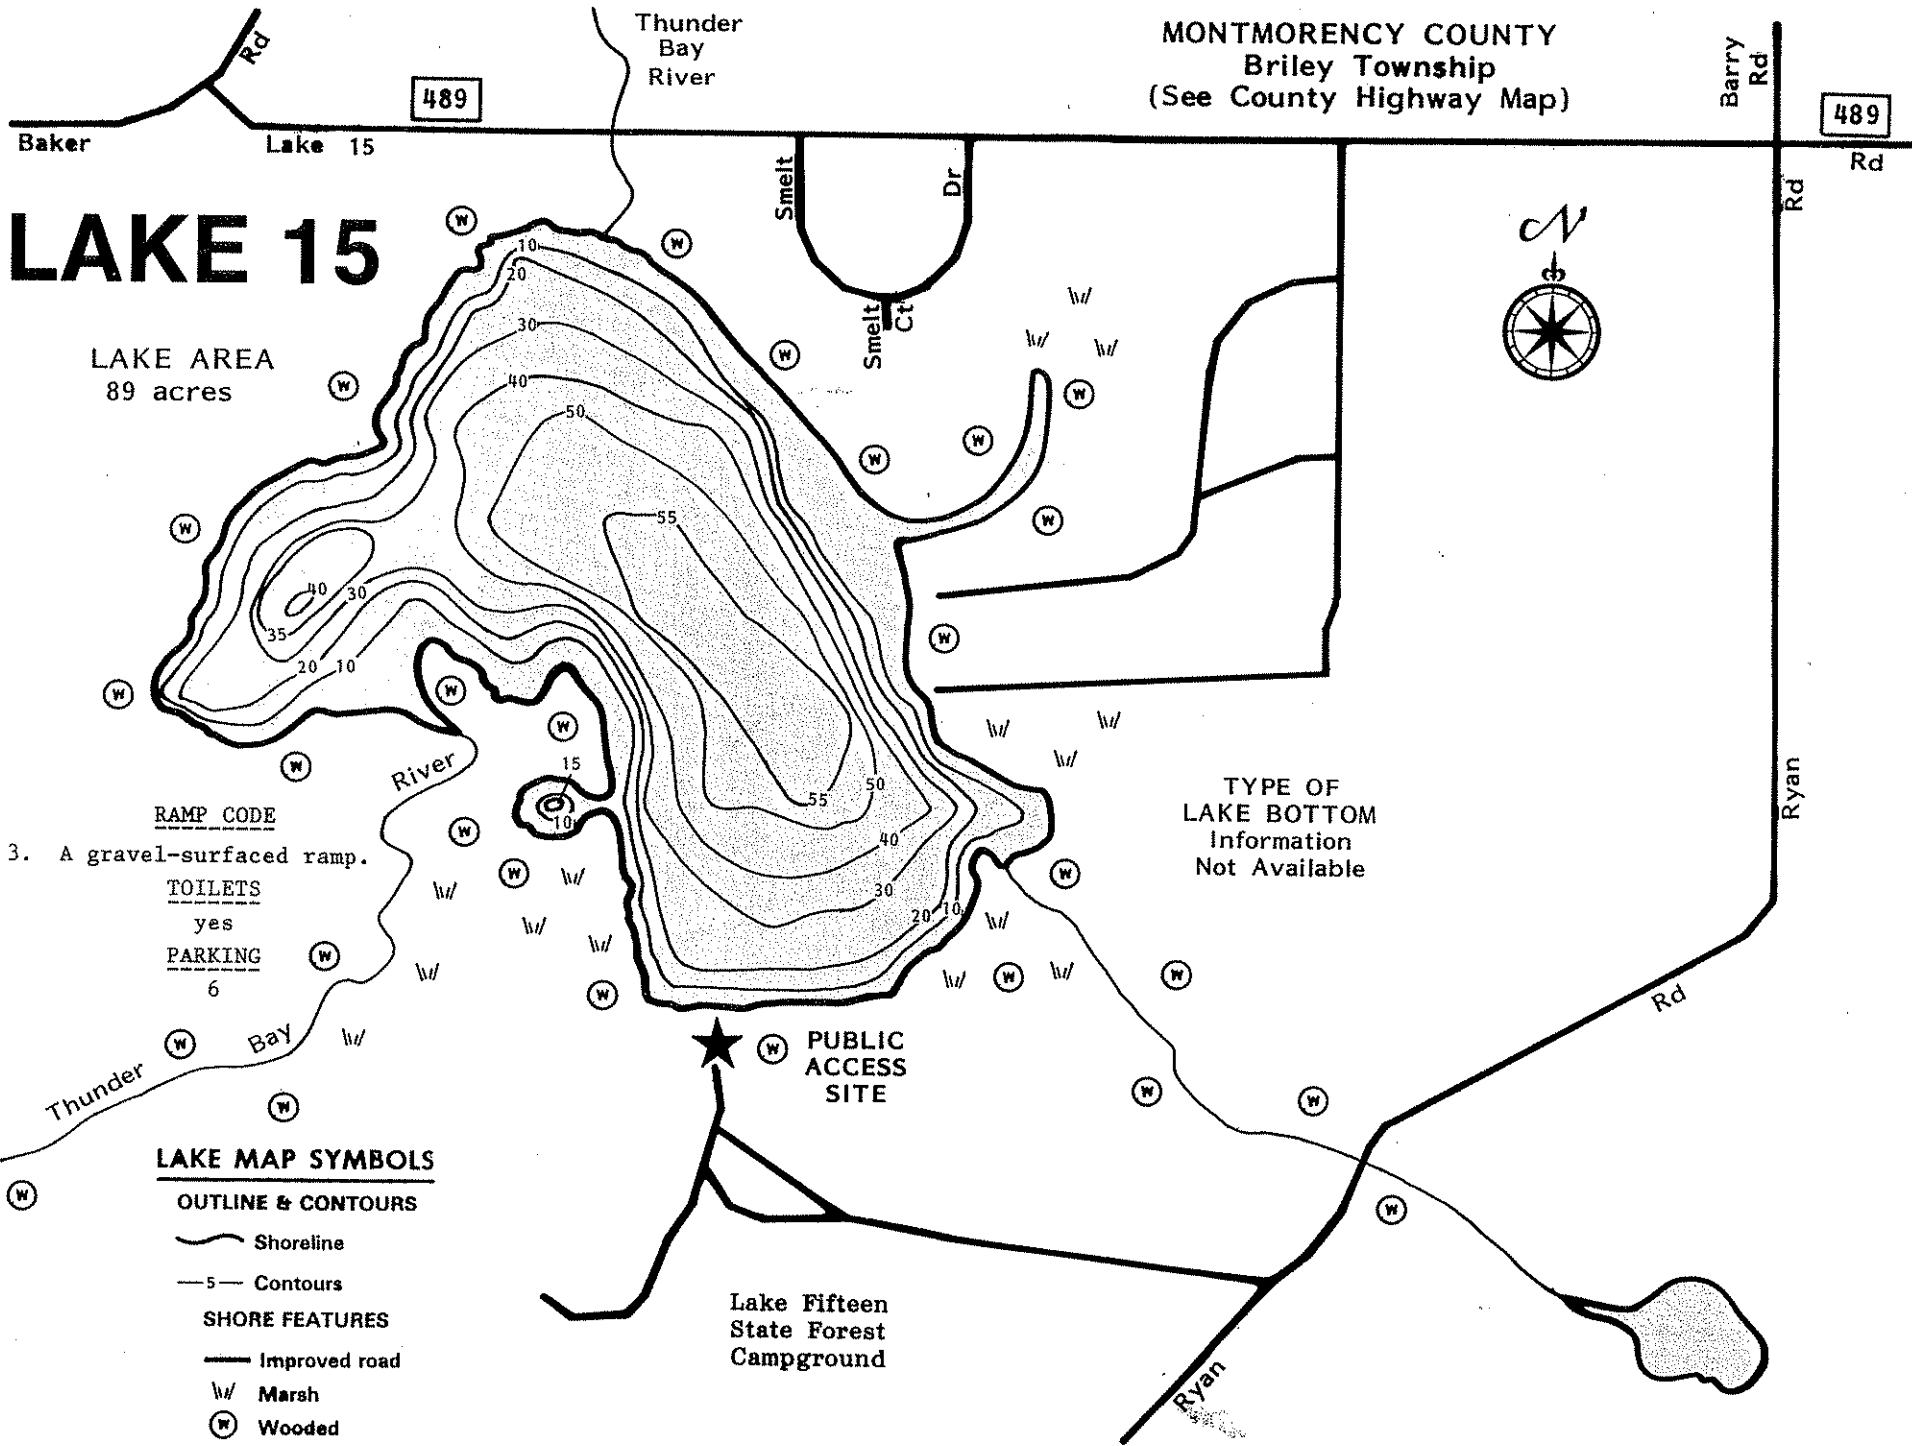 Thunder
Bay
River
MONTMORENCY COUNTY
Briley Township
(See County Highway Map)
Barry
Rd
Rd
489
489
Baker
Lake 15
Rd
Smelt
Dr
Rd
LAKE 15
N
10
20
30
Smelt
Ct
LAKE AREA
89 acres
40
50
55
40
30
35
20
10
River
15
10
55
50
40
30
20
10
TYPE OF
LAKE BOTTOM
Information
Not Available
Ryan
RAMP CODE
3. A gravel-surfaced ramp.
TOILETS
yes
PARKING
6
Rd
Bay
Thunder
PUBLIC
ACCESS
SITE
LAKE MAP SYMBOLS
OUTLINE & CONTOURS
Shoreline
5 Contours
SHORE FEATURES
Improved road
Marsh
W Wooded
Lake Fifteen
State Forest
Campground
Ryan